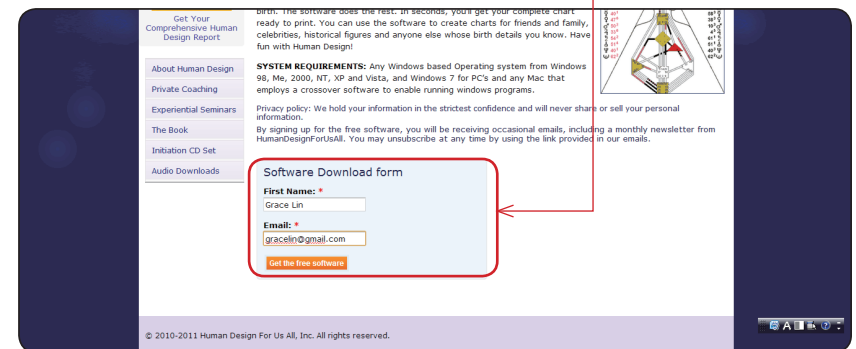 Get Your
Comprehensive Human
Design Report
About Human Design
Private Coaching
Experiential Seminars
The Book
Initiation CD Set
Audio Downloads
birth. The software does the rest. In seconds, you'll get your complete chart
ready to print. You can use the software to create charts for friends and family,
celebrities, historical figures and anyone else whose birth details you know. Have
fun with Human Design!
SYSTEM REQUIREMENTS: Any Windows based Operating system from Windows
98, Me, 2000, NT, XP and Vista, and Windows 7 for PC's and any Mac that
employs a crossover software to enable running windows programs.
Privacy policy: We hold your information in the strictest confidence and will never share or sell your personal
information.
By signing up for the free software, you will be receiving occasional emails, including a monthly newsletter from
HumanDesignForUsAll. You may unsubscribe at any time by using the link provided in our emails.
Software Download form
First Name: *
Grace Lin
Email: *
gracelin@gmail.com
Get the free software
© 2010-2011 Human Design For Us All, Inc. All rights reserved.
A